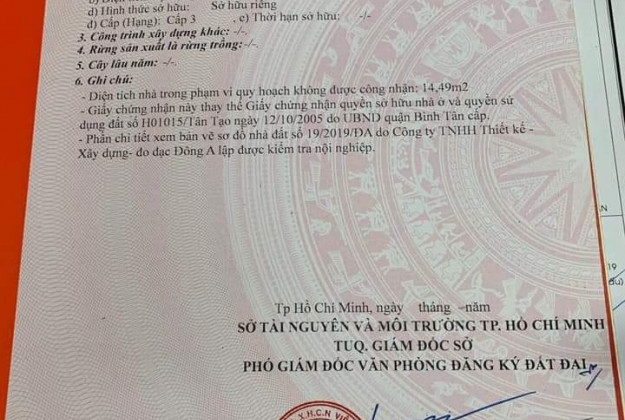 d) Hình thức sở hữu: Sở hữu riêng
đ) Cấp (Hạng): Cấp 3 , e) Thời hạn sở hữu: -/-
3. Công trình xây dựng khác: -/-
4. Rừng sản xuất là rừng trồng: -/-
5. Cây lâu năm: -/-.
6. Ghi chú:
- Diện tích nhà trong phạm vi quy hoạch không được công nhận: 14,49m2
- Giấy chứng nhận này thay thế Giấy chứng nhận quyền sở hữu nhà ở và quyền sử
dụng đất số H01015/Tân Tạo ngày 12/10/2005 do UBND quận Bình Tân cấp.
- Phần chi tiết xem bản vẽ sơ đồ nhà đất số 19/2019/ĐA do Công ty TNHH Thiết kế -
Xây dựng- đo đạc Đông A lập được kiểm tra nội nghiệp.
N
19
Tp Hồ Chí Minh, ngày tháng năm
SỞ TÀI NGUYÊN VÀ MÔI TRƯỜNG TP. HỒ CHÍ MINH
TUQ. GIÁM ĐỐC SỞ
PHÓ GIÁM ĐỐC VĂN PHÒNG ĐĂNG KÝ ĐẤT ĐAI
X.H.C.N VIỆ